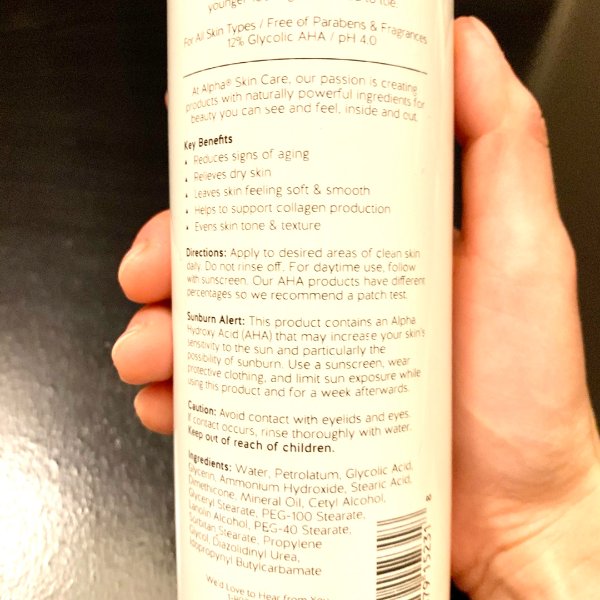 For All Skin Types / Free of Parabens & Fragrances
12% Glycolic AHA / pH 4.0
At Alpha® Skin Care, our passion is creating
products with naturally powerful ingredients for
beauty you can see and feel, inside and out.
Key Benefits
• Reduces signs of aging
• Relieves dry skin
• Leaves skin feeling soft & smooth
• Helps to support collagen production
• Evens skin tone & texture
Directions: Apply to desired areas of clean skin
daily. Do not rinse off. For daytime use, follow
with sunscreen. Our AHA products have different
percentages so we recommend a patch test.
Sunburn Alert: This product contains an Alpha
Hydroxy Acid (AHA) that may increase your skin's
sensitivity to the sun and particularly the
possibility of sunburn. Use a sunscreen, wear
protective clothing, and limit sun exposure while
using this product and for a week afterwards.
Caution: Avoid contact with eyelids and eyes.
If contact occurs, rinse thoroughly with water.
Keep out of reach of children.
Ingredients: Water, Petrolatum, Glycolic Acid,
Glycerin, Ammonium Hydroxide, Stearic Acid,
Dimethicone, Mineral Oil, Cetyl Alcohol,
Glyceryl Stearate, PEG-100 Stearate,
Lanolin Alcohol, PEG-40 Stearate,
Sorbitan Stearate, Propylene
Glycol, Diazolidinyl Urea,
Iodopropynyl Butylcarbamate
We'd Love to Hear from You
79 15231 8